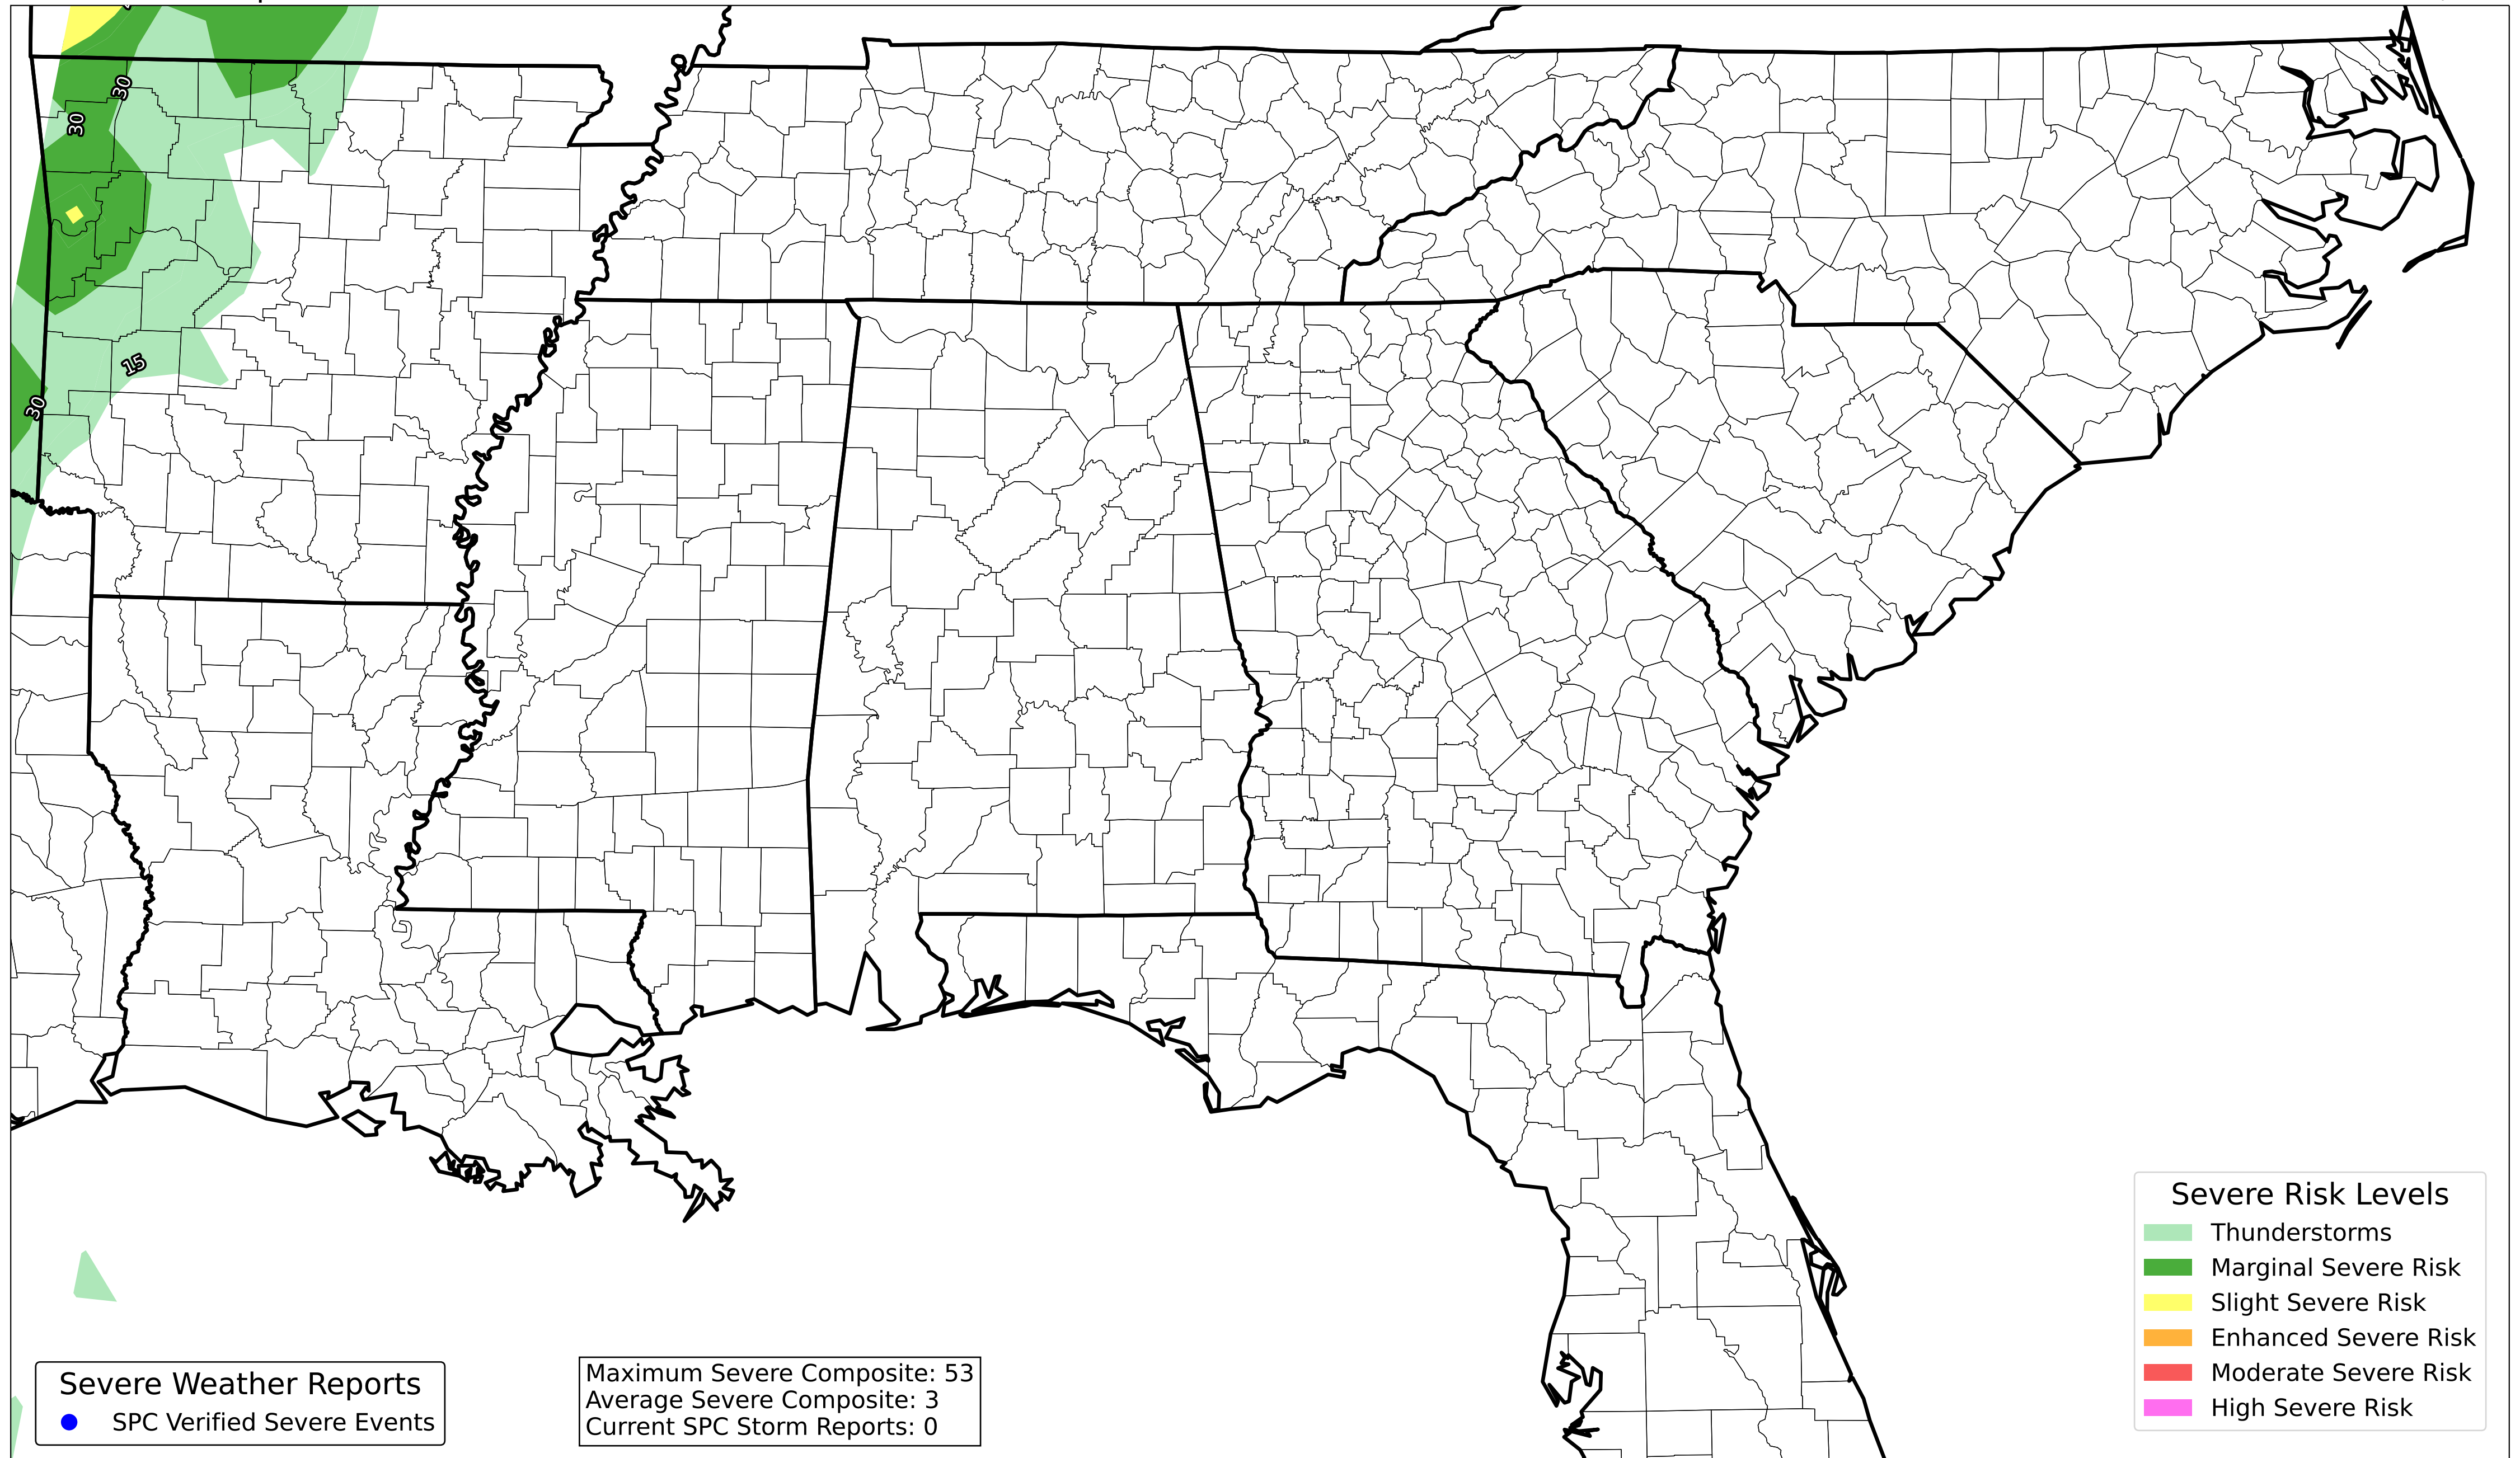 30
30
15
30
Severe Risk Levels
Thunderstorms
Marginal Severe Risk
Slight Severe Risk
Enhanced Severe Risk
Moderate Severe Risk
High Severe Risk
Severe Weather Reports
SPC Verified Severe Events
Maximum Severe Composite: 53
Average Severe Composite: 3
Current SPC Storm Reports: 0